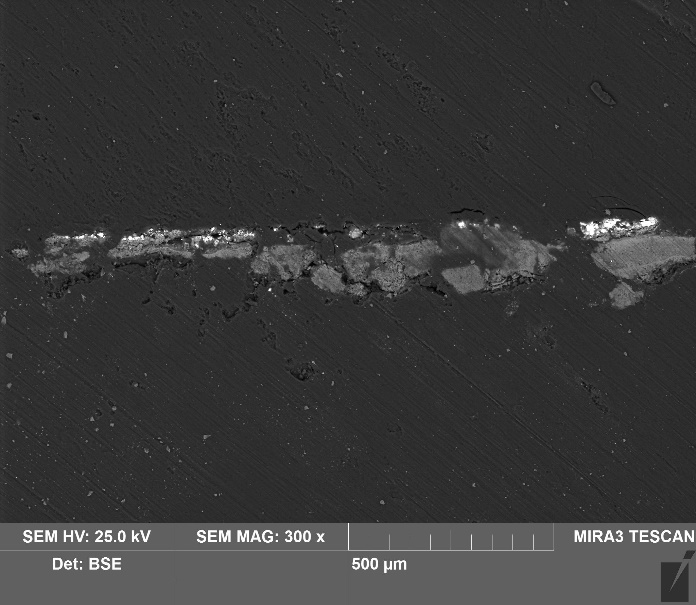 SEM HV: 25.0 kV SEM MAG: 300 x MIRA3 TESCAN
Det: BSE 500 µm